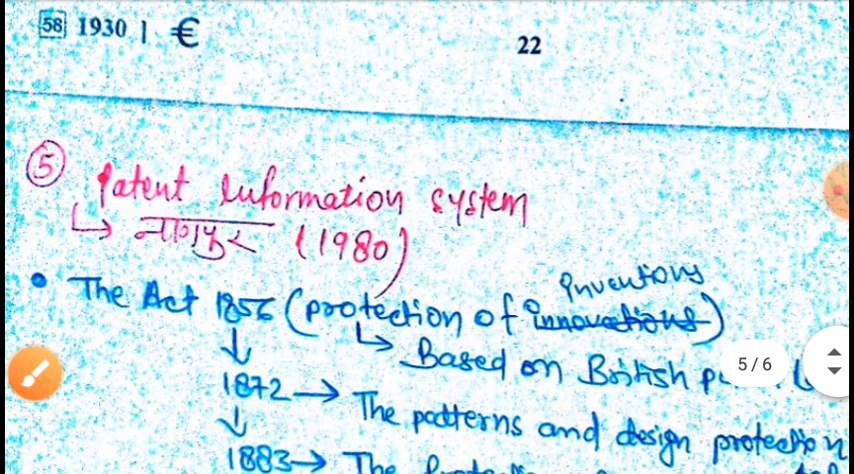 58 1930 | €
22
⑤ Patent Information system
↳ नागपुर (1980)
inventions
• The Act 1856 (protection of innovations)
↓ ↳ Based on British
5/6
1872 → The patterns and design protection
↓
1883 → The